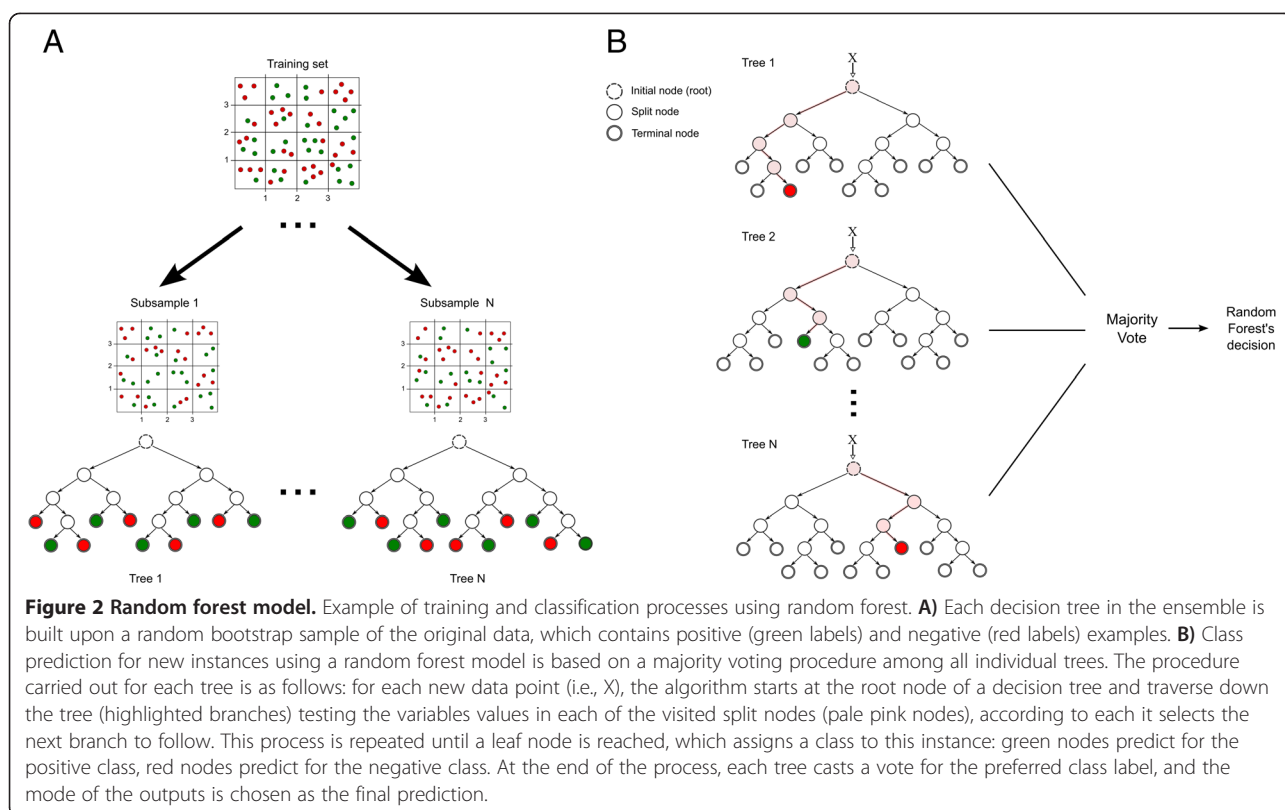 A
Training set
3
2
1
1 2 3
...
Subsample 1
Subsample N
3
2
1
1 2 3
3
2
1
1 2 3
...
Tree 1
Tree N
B
Initial node (root)
Split node
Terminal node
Tree 1
X
Tree 2
X
...
Tree N
X
Majority
Vote
Random
Forest's
decision
Figure 2 Random forest model. Example of training and classification processes using random forest. A) Each decision tree in the ensemble is
built upon a random bootstrap sample of the original data, which contains positive (green labels) and negative (red labels) examples. B) Class
prediction for new instances using a random forest model is based on a majority voting procedure among all individual trees. The procedure
carried out for each tree is as follows: for each new data point (i.e., X), the algorithm starts at the root node of a decision tree and traverse down
the tree (highlighted branches) testing the variables values in each of the visited split nodes (pale pink nodes), according to each it selects the
next branch to follow. This process is repeated until a leaf node is reached, which assigns a class to this instance: green nodes predict for the
positive class, red nodes predict for the negative class. At the end of the process, each tree casts a vote for the preferred class label, and the
mode of the outputs is chosen as the final prediction.